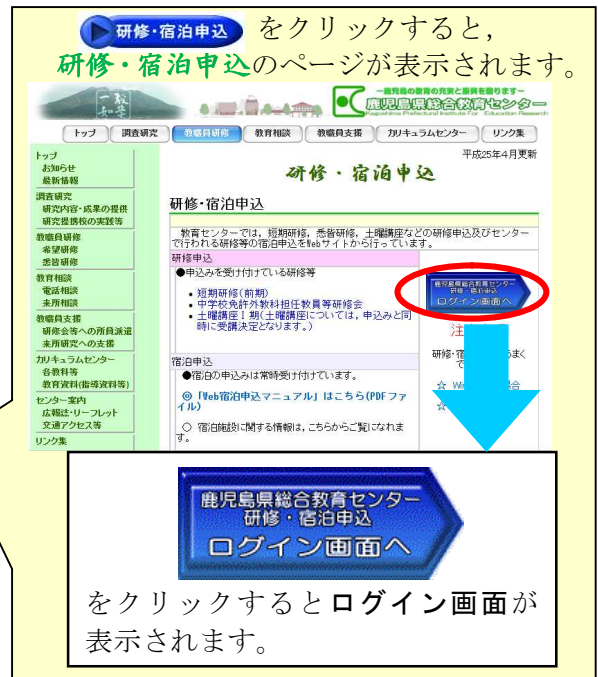 研修・宿泊申込 をクリックすると，
研修・宿泊申込のページが表示されます。
鹿児島県総合教育センター
Kagoshima Prefectural Institute For Education Research
トップ 調査研究 教職員研修 教育相談 教職員支援 カリキュラムセンター リンク集
平成25年4月更新
トップ
お知らせ
最新情報
調査研究
研究内容・成果の提供
研究提携校の実践等
教職員研修
希望研修
悉皆研修
教育相談
電話相談
来所相談
教職員支援
研修会等への所員派遣
来所研究への支援
カリキュラムセンター
各教科等
教育資料(指導資料等)
センター案内
広報誌・リーフレット
交通アクセス等
リンク集
研修・宿泊申込
研修・宿泊申込
教育センターでは，短期研修，悉皆研修，土曜講座などの研修申込及びセンター
で行われる研修等の宿泊申込をWebサイトから行っています。
研修申込
●申込みを受け付けている研修等
・短期研修(前期)
・中学校免許外教科担任教員等研修会
・土曜講座Ⅰ期(土曜講座については，申込みと同
時に受講決定となります。)
鹿児島県総合教育センター
研修・宿泊申込
ログイン画面へ
注
研修・宿 まく
で
☆ W 合
☆
宿泊申込
●宿泊の申込みは常時受け付けています。
◎「Web宿泊申込マニュアル」はこちら(PDFファ
イル)
○ 宿泊施設に関する情報は，こちらからご覧になれま
す。
鹿児島県総合教育センター
研修・宿泊申込
ログイン画面へ
をクリックするとログイン画面が
表示されます。